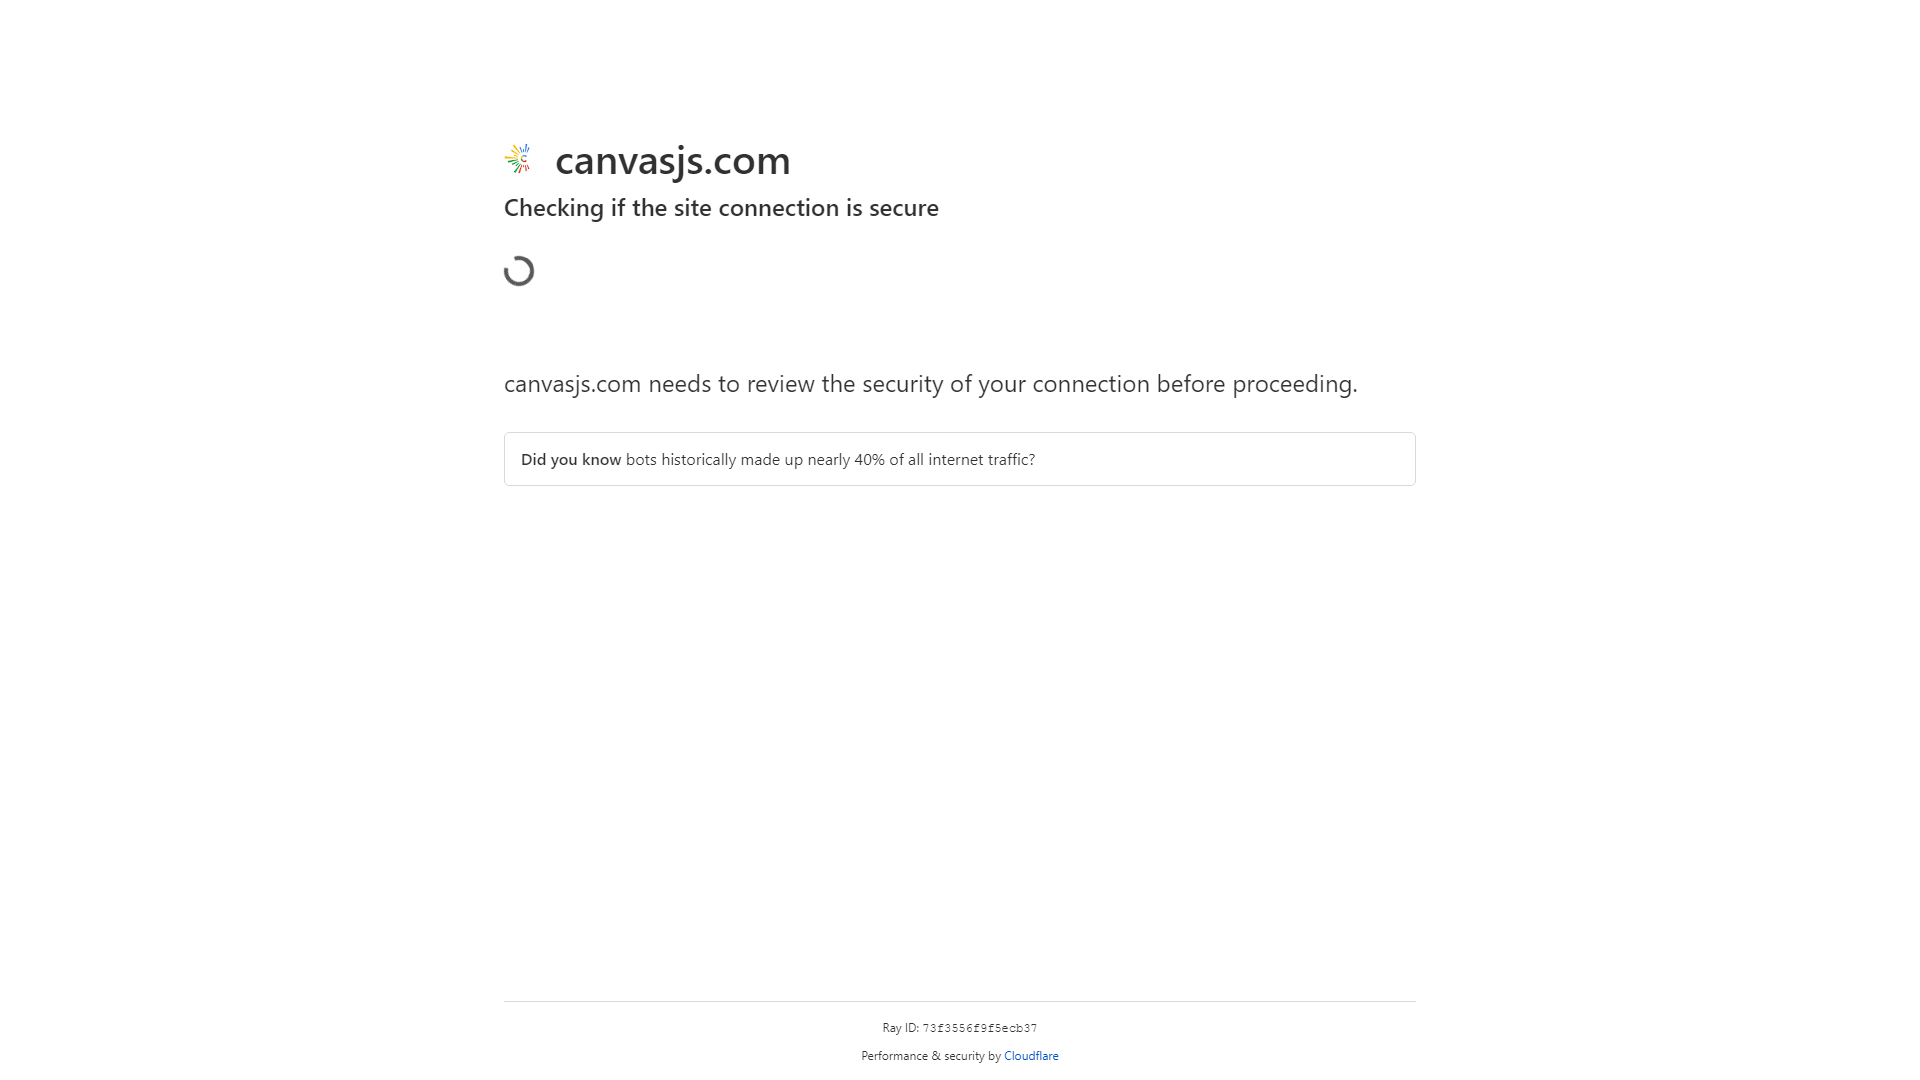 canvasjs.com
Checking if the site connection is secure
canvasjs.com needs to review the security of your connection before proceeding.
Did you know bots historically made up nearly 40% of all internet traffic?
Ray ID: 73f3556f9f5ecb37
Performance & security by Cloudflare